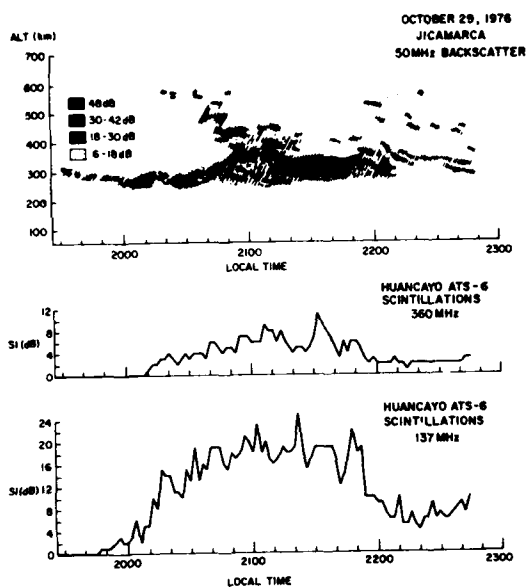 OCTOBER 29, 1976
JICAMARCA
50MHz BACKSCATTER
ALT (km)
700
600
500
400
300
200
100
48dB
30-42dB
18-30dB
6-18dB
2000
2100
2200
2300
LOCAL TIME
HUANCAYO ATS-6
SCINTILLATIONS
360MHz
12
8
SI(dB)
4
0
HUANCAYO ATS-6
SCINTILLATIONS
137MHz
24
20
16
12
SI(dB)
8
4
0
2000
2100
2200
2300
LOCAL TIME